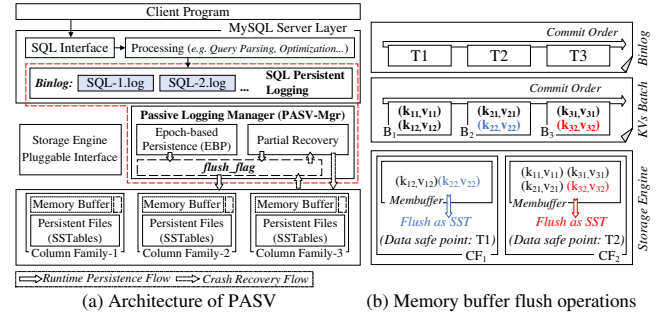 Client Program
MySQL Server Layer
SQL Interface
Processing (e.g. Query Parsing, Optimization...)
Binlog:
SQL-1.log
SQL-2.log
...
SQL Persistent
Logging
Passive Logging Manager (PASV-Mgr)
Epoch-based
Persistence (EBP)
Partial Recovery
flush_flag
Storage Engine
Pluggable Interface
Memory Buffer
Persistent Files
(SSTables)
Column Family-1
Memory Buffer
Persistent Files
(SSTables)
Column Family-2
Memory Buffer
Persistent Files
(SSTables)
Column Family-3
Runtime Persistence Flow
Crash Recovery Flow
(a) Architecture of PASV
Commit Order
T1
T2
T3
Binlog
Commit Order
(k11,v11)
(k12,v12)
B1
(k21,v21)
(k22,v22)
B2
(k31,v31)
(k32,v32)
B3
KVs Batch
(k12,v12)(k22,v22)
Membuffer
Flush as SST
(Data safe point: T1)
CF1
(k11,v11) (k31,v31)
(k21,v21) (k32,v32)
Membuffer
Flush as SST
(Data safe point: T2)
CF2
Storage Engine
(b) Memory buffer flush operations